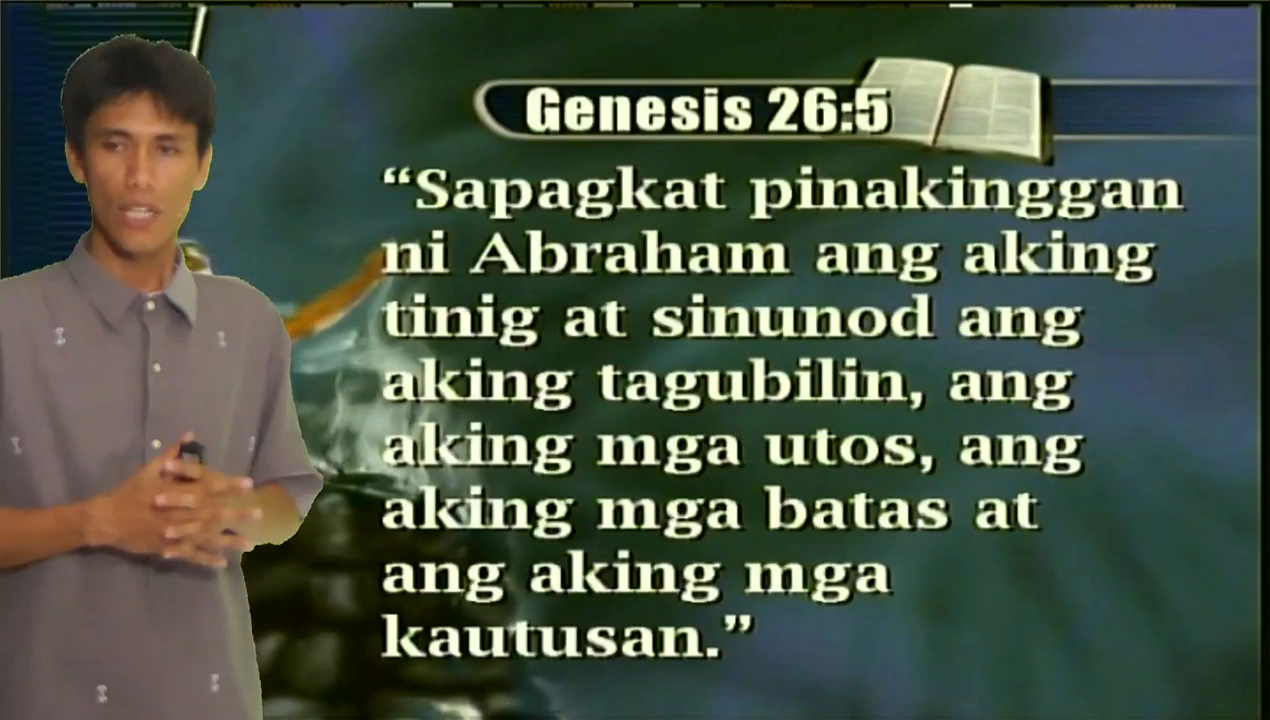 Genesis 26:5
“Sapagkat pinakinggan
ni Abraham ang aking
tinig at sinunod ang
aking tagubilin, ang
aking mga utos, ang
aking mga batas at
ang aking mga
kautusan.”